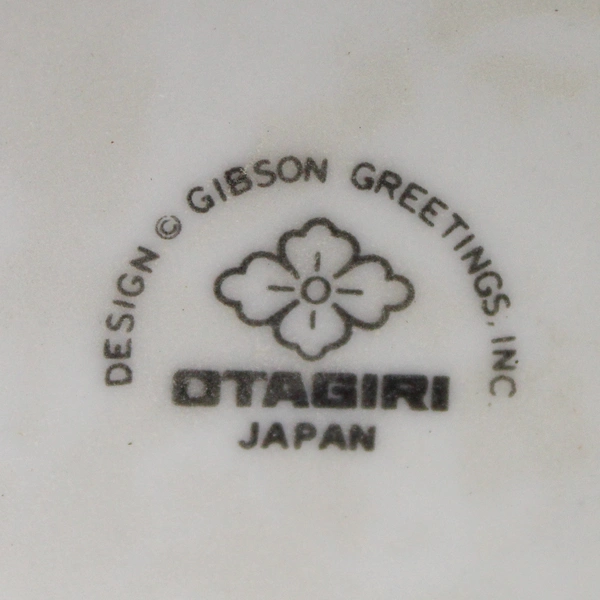 DESIGN © GIBSON GREETINGS, INC.
OTAGIRI
JAPAN